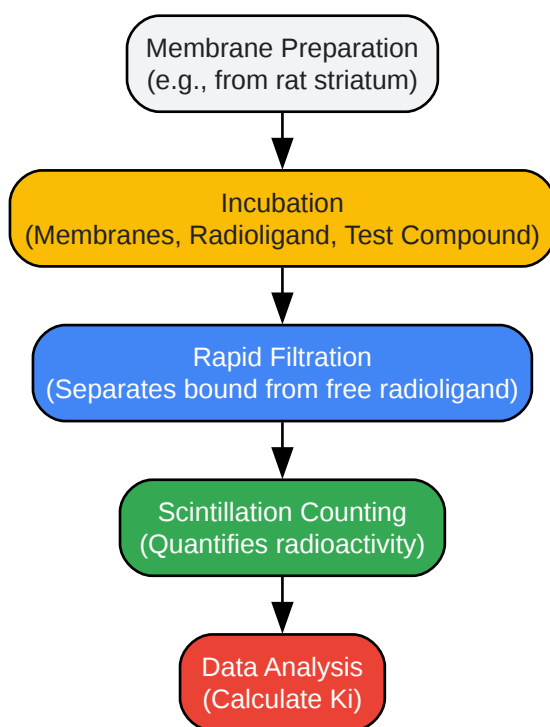 Membrane Preparation
(e.g., from rat striatum)
Incubation
(Membranes, Radioligand, Test Compound)
Rapid Filtration
(Separates bound from free radioligand)
Scintillation Counting
(Quantifies radioactivity)
Data Analysis
(Calculate Ki)